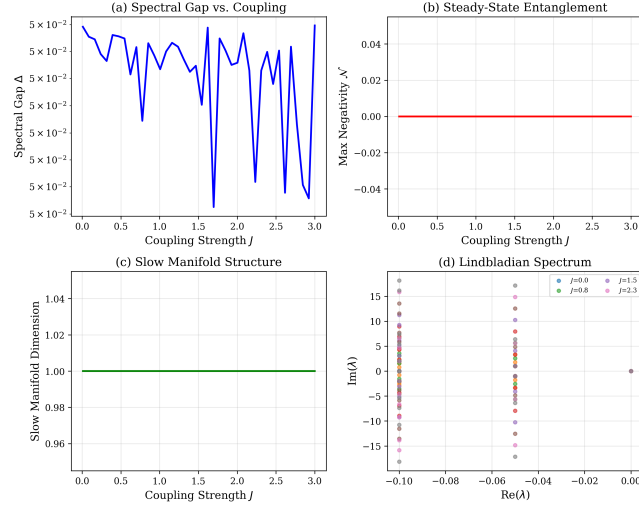 (a) Spectral Gap vs. Coupling
5 × 10⁻²
5 × 10⁻²
5 × 10⁻²
5 × 10⁻²
5 × 10⁻²
5 × 10⁻²
5 × 10⁻²
5 × 10⁻²
Spectral Gap Δ
0.0 0.5 1.0 1.5 2.0 2.5 3.0
Coupling Strength J
(b) Steady-State Entanglement
0.04
0.02
0.00
−0.02
−0.04
Max Negativity 𝒩
0.0 0.5 1.0 1.5 2.0 2.5 3.0
Coupling Strength J
(c) Slow Manifold Structure
1.04
1.02
1.00
0.98
0.96
Slow Manifold Dimension
0.0 0.5 1.0 1.5 2.0 2.5 3.0
Coupling Strength J
(d) Lindbladian Spectrum
J=0.0 J=1.5
J=0.8 J=2.3
15
10
5
0
−5
−10
−15
Im(λ)
−0.10 −0.08 −0.06 −0.04 −0.02 0.00
Re(λ)